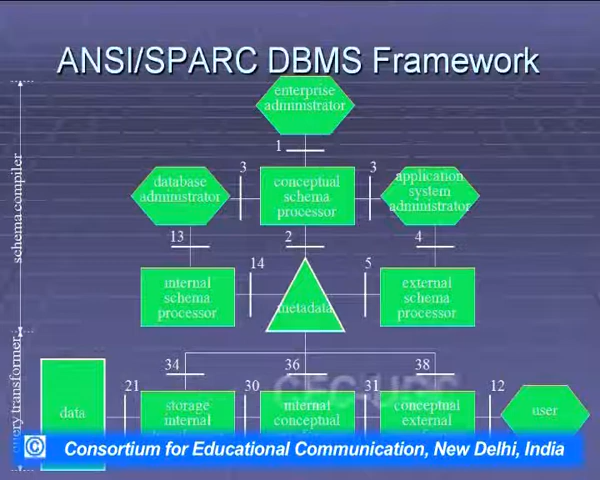 ANSI/SPARC DBMS Framework
enterprise
administrator
1
schema compiler
database
administrator
3
conceptual
schema
processor
3
application
system
administrator
13
2
4
internal
schema
processor
14
metadata
5
external
schema
processor
query transformer
34
36
38
data
21
storage
internal
30
internal
conceptual
31
conceptual
external
12
user
CEC-UGC
© Consortium for Educational Communication, New Delhi, India